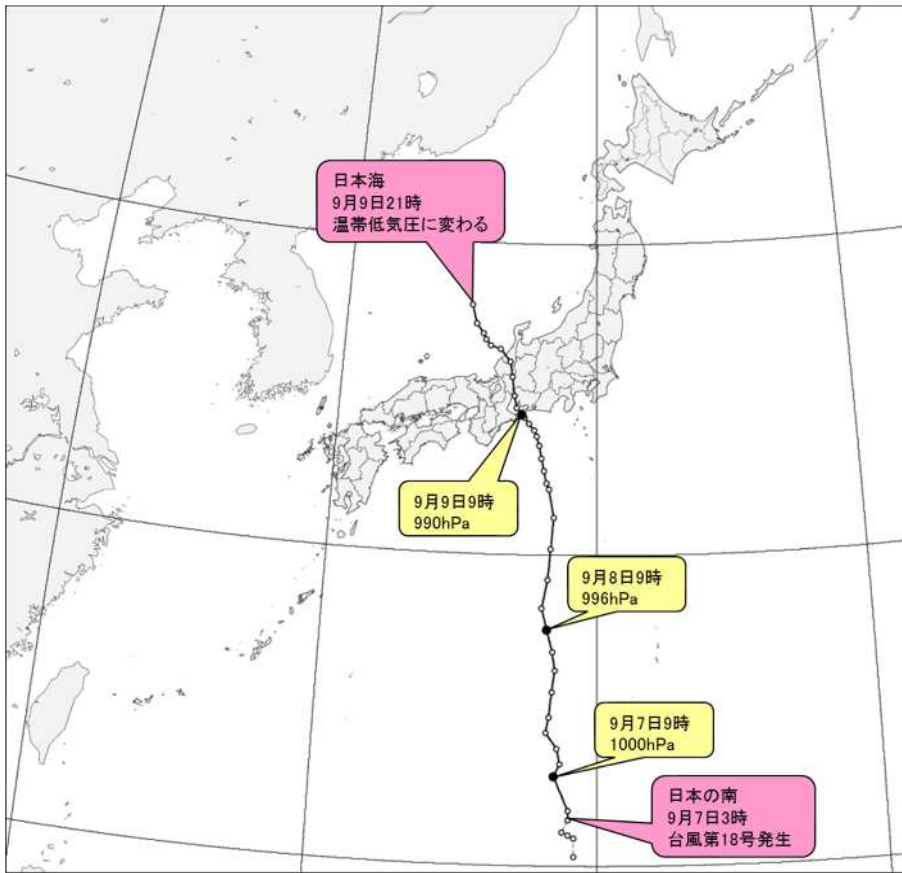 日本海
9月9日21時
温帯低気圧に変わる
9月9日9時
990hPa
9月8日9時
996hPa
9月7日9時
1000hPa
日本の南
9月7日3時
台風第18号発生